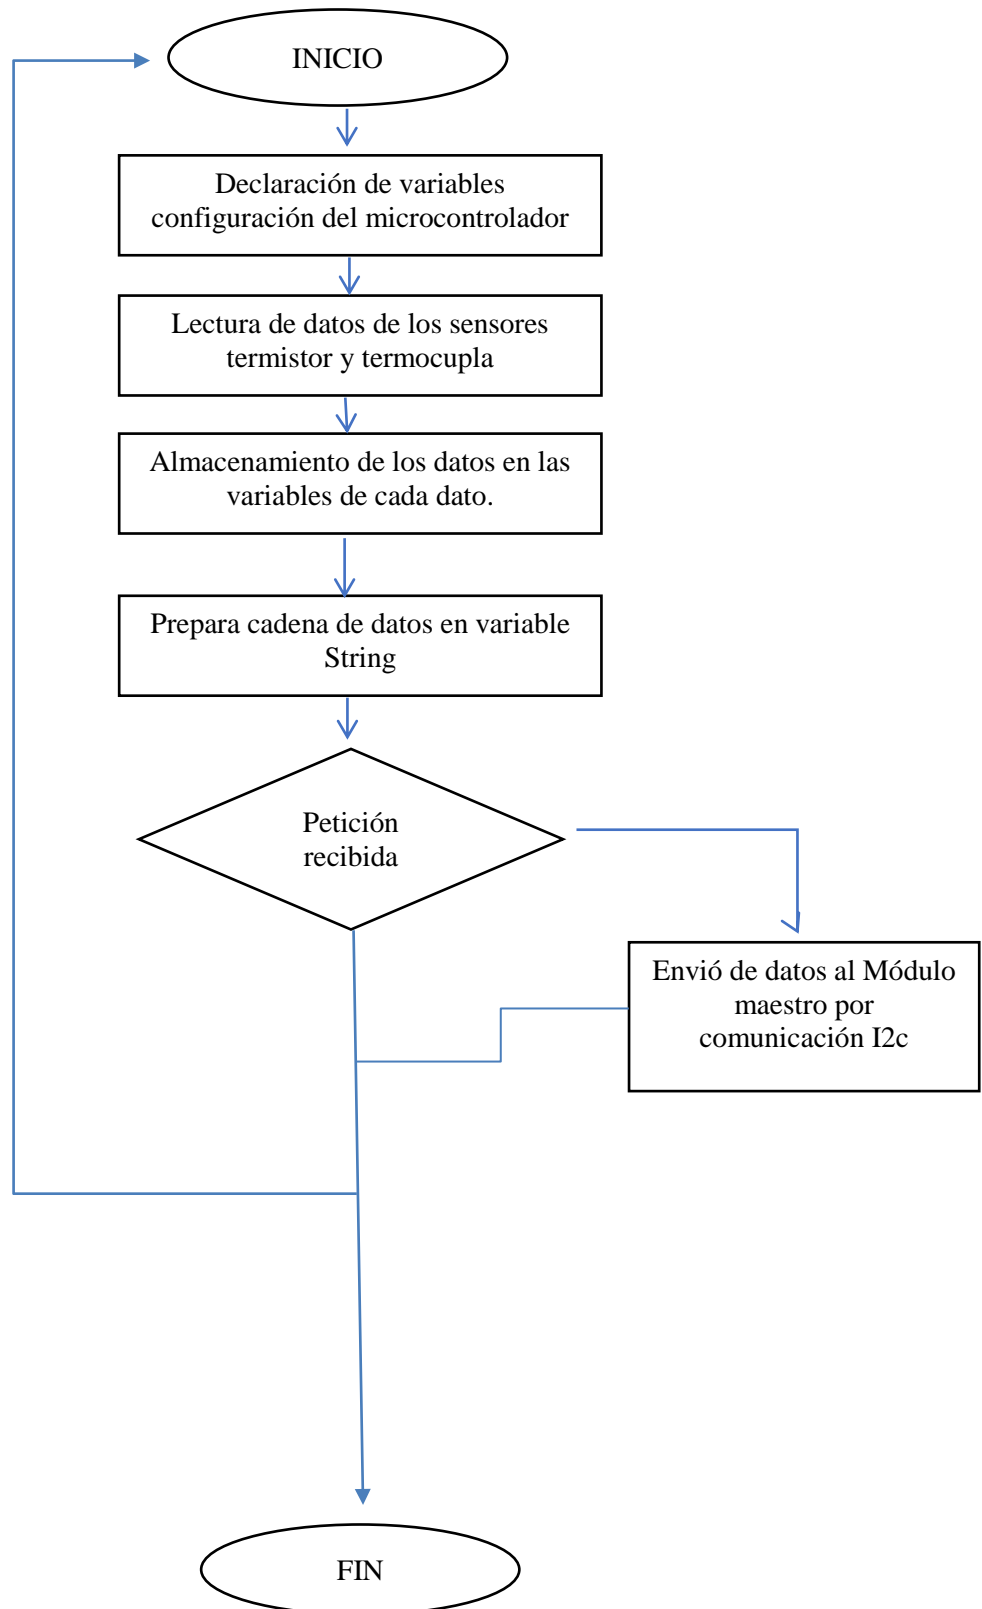 INICIO
Declaración de variables
configuración del microcontrolador
Lectura de datos de los sensores
termistor y termocupla
Almacenamiento de los datos en las
variables de cada dato.
Prepara cadena de datos en variable
String
Petición
recibida
Envió de datos al Módulo
maestro por
comunicación I2c
FIN